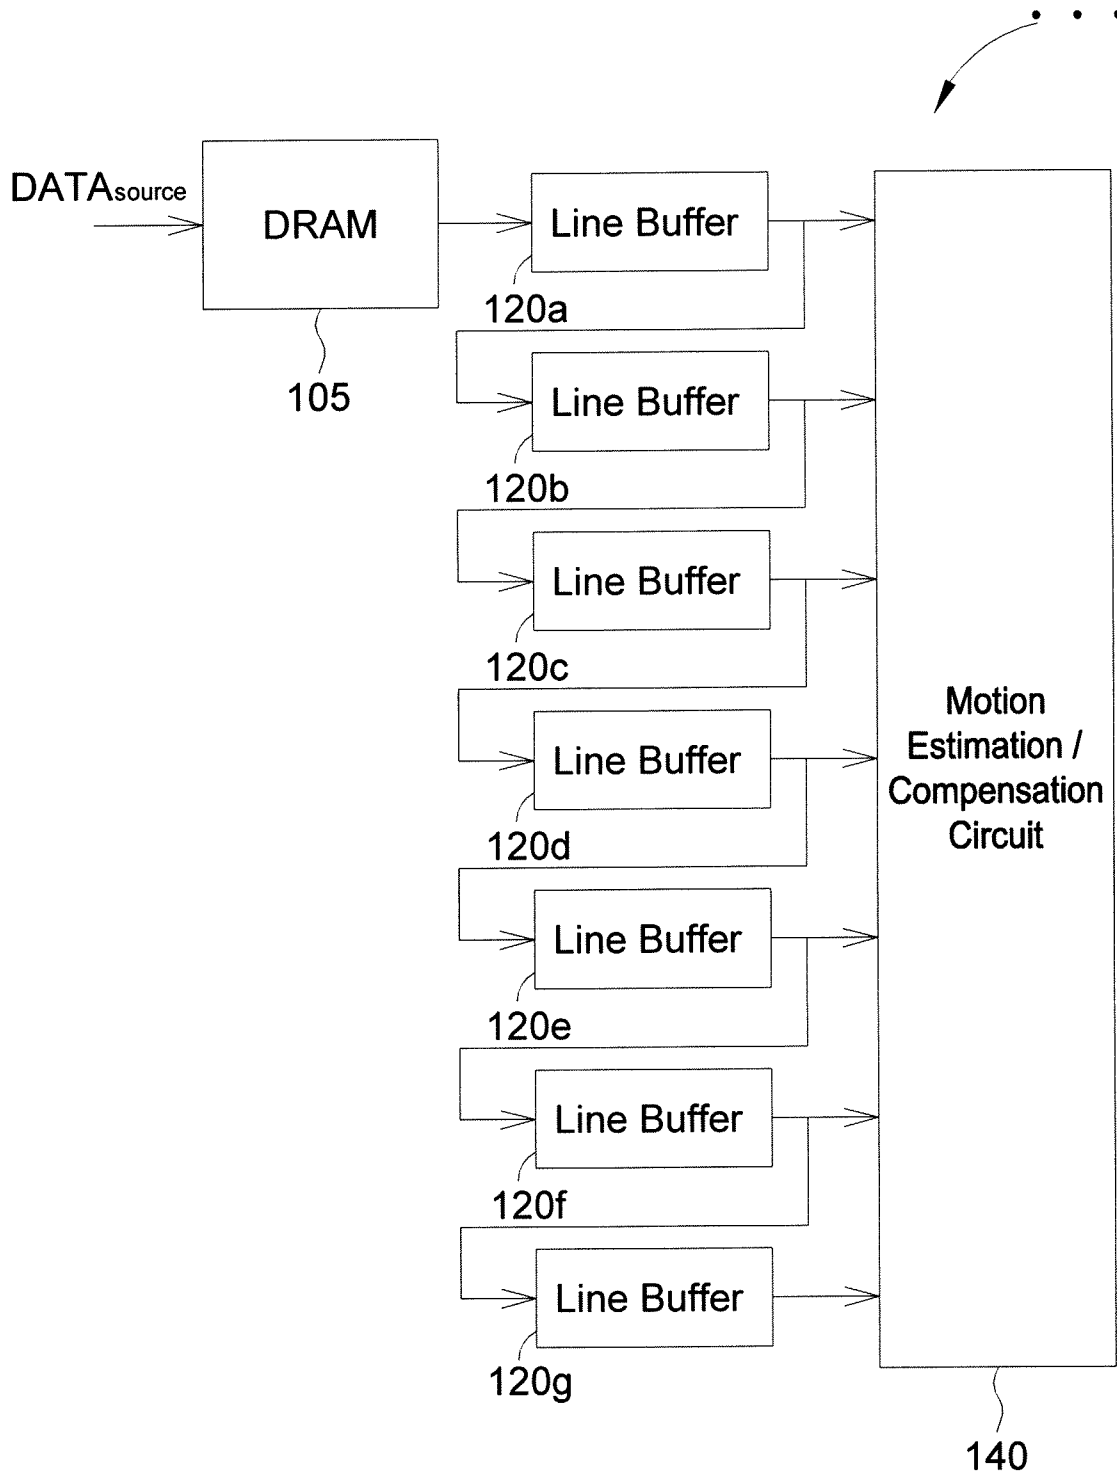 • • •
DATAsource
DRAM
Line Buffer
120a
105
Line Buffer
120b
Line Buffer
120c
Line Buffer
120d
Motion
Estimation /
Compensation
Circuit
Line Buffer
120e
Line Buffer
120f
Line Buffer
120g
140